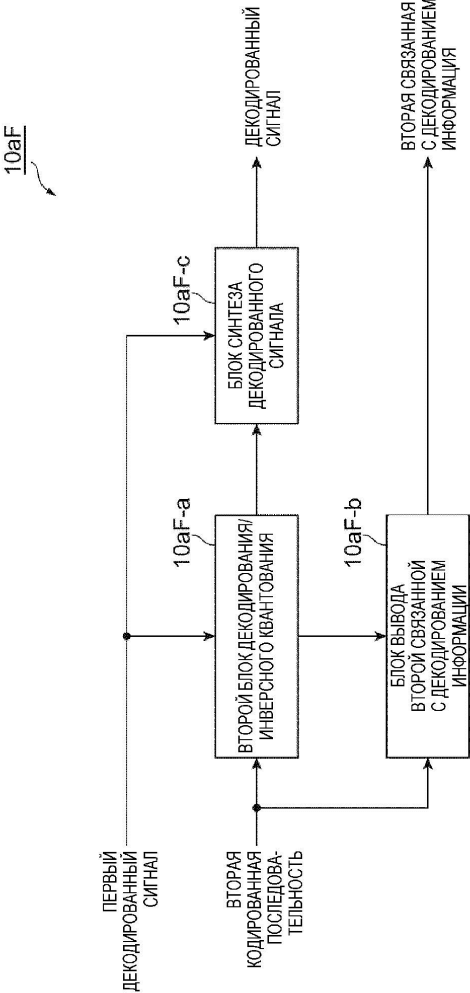 10aF
ПЕРВЫЙ
ДЕКОДИРОВАННЫЙ
СИГНАЛ
ВТОРАЯ
КОДИРОВАННАЯ
ПОСЛЕДОВА-
ТЕЛЬНОСТЬ
10aF-a
ВТОРОЙ БЛОК ДЕКОДИРОВАНИЯ/
ИНВЕРСНОГО КВАНТОВАНИЯ
10aF-c
БЛОК СИНТЕЗА
ДЕКОДИРОВАННОГО
СИГНАЛА
ДЕКОДИРОВАННЫЙ
СИГНАЛ
10aF-b
БЛОК ВЫВОДА
ВТОРОЙ СВЯЗАННОЙ
С ДЕКОДИРОВАНИЕМ
ИНФОРМАЦИИ
ВТОРАЯ СВЯЗАННАЯ
С ДЕКОДИРОВАНИЕМ
ИНФОРМАЦИЯ